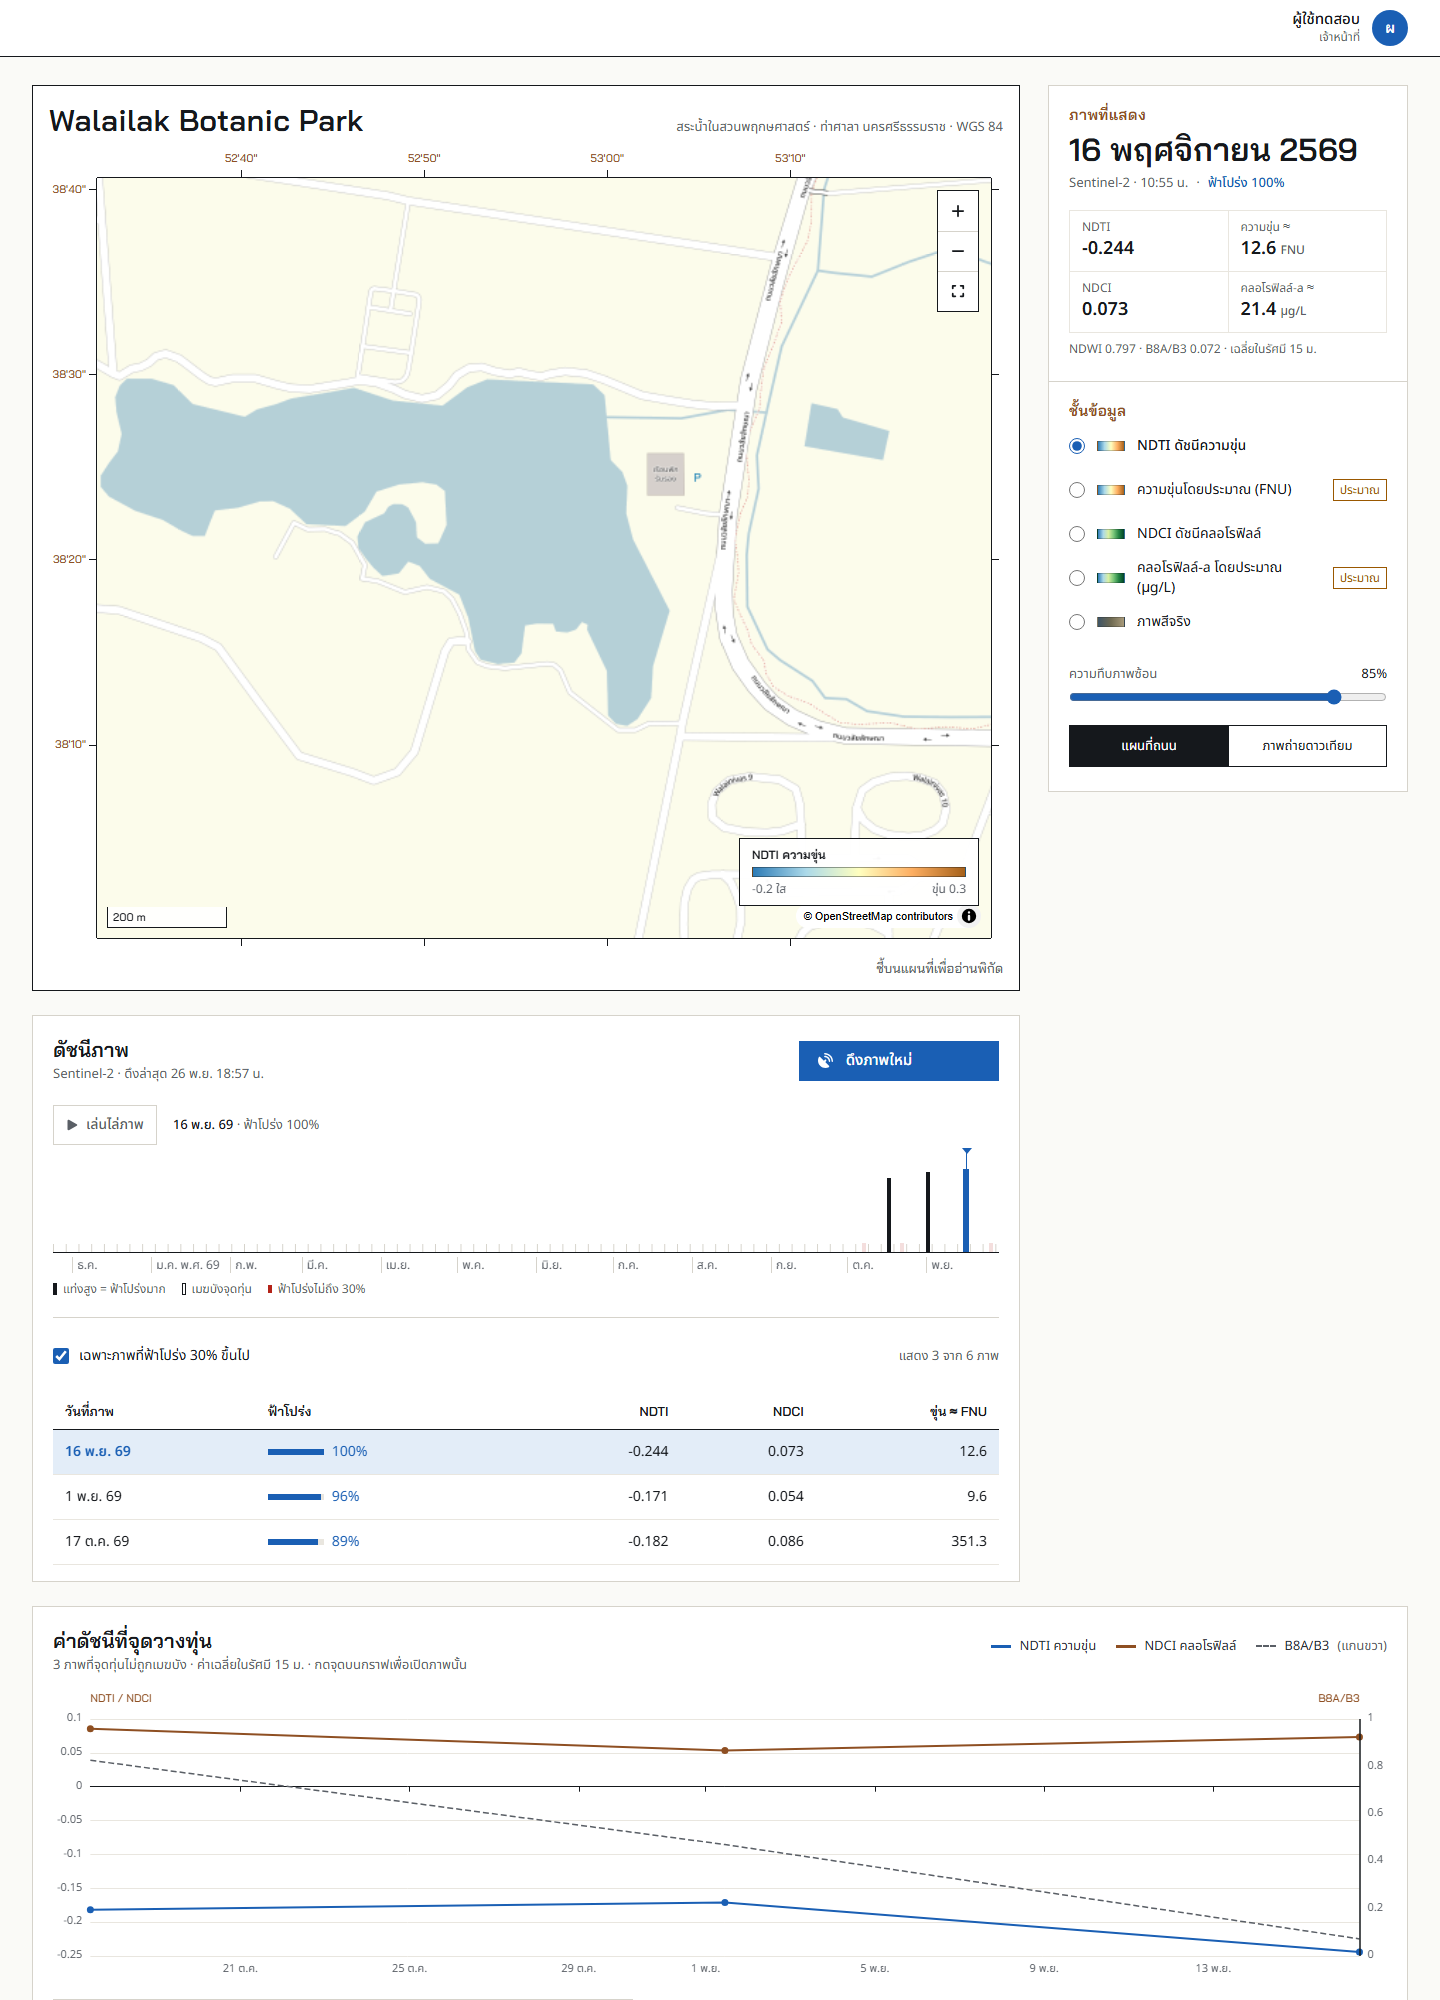 ผู้ใช้ทดสอบ
เจ้าหน้าที่
ผ
Walailak Botanic Park
สระน้ำในสวนพฤกษศาสตร์ · ท่าศาลา นครศรีธรรมราช · WGS 84
52'40" 52'50" 53'00" 53'10"
38'40"
38'30"
38'20"
38'10"
P
Walainivas 9
Walainivas 10
NDTI ความขุ่น
-0.2 ใส ขุ่น 0.3
200 m
© OpenStreetMap contributors
ชี้บนแผนที่เพื่ออ่านพิกัด
ภาพที่แสดง
16 พฤศจิกายน 2569
Sentinel-2 · 10:55 น. · ฟ้าโปร่ง 100%
NDTI
-0.244
ความขุ่น ≈
12.6 FNU
NDCI
0.073
คลอโรฟิลล์-a ≈
21.4 µg/L
NDWI 0.797 · B8A/B3 0.072 · เฉลี่ยในรัศมี 15 ม.
ชั้นข้อมูล
NDTI ดัชนีความขุ่น
ความขุ่นโดยประมาณ (FNU) ประมาณ
NDCI ดัชนีคลอโรฟิลล์
คลอโรฟิลล์-a โดยประมาณ
(µg/L) ประมาณ
ภาพสีจริง
ความทึบภาพซ้อน 85%
แผนที่ถนน ภาพถ่ายดาวเทียม
ดัชนีภาพ
Sentinel-2 · ดึงล่าสุด 26 พ.ย. 18:57 น.
ดึงภาพใหม่
เล่นไล่ภาพ 16 พ.ย. 69 · ฟ้าโปร่ง 100%
ธ.ค. ม.ค. พ.ศ. 69 ก.พ. มี.ค. เม.ย. พ.ค. มิ.ย. ก.ค. ส.ค. ก.ย. ต.ค. พ.ย.
แท่งสูง = ฟ้าโปร่งมาก เมฆบังจุดทุ่น ฟ้าโปร่งไม่ถึง 30%
เฉพาะภาพที่ฟ้าโปร่ง 30% ขึ้นไป แสดง 3 จาก 6 ภาพ
วันที่ภาพ ฟ้าโปร่ง NDTI NDCI ขุ่น ≈ FNU
16 พ.ย. 69 100% -0.244 0.073 12.6
1 พ.ย. 69 96% -0.171 0.054 9.6
17 ต.ค. 69 89% -0.182 0.086 351.3
ค่าดัชนีที่จุดวางทุ่น
3 ภาพที่จุดทุ่นไม่ถูกเมฆบัง · ค่าเฉลี่ยในรัศมี 15 ม. · กดจุดบนกราฟเพื่อเปิดภาพนั้น
NDTI ความขุ่น NDCI คลอโรฟิลล์ B8A/B3 (แกนขวา)
NDTI / NDCI B8A/B3
0.1 1
0.05 0.8
0
-0.05 0.6
-0.1 0.4
-0.15
-0.2 0.2
-0.25 0
21 ต.ค. 25 ต.ค. 29 ต.ค. 1 พ.ย. 5 พ.ย. 9 พ.ย. 13 พ.ย.